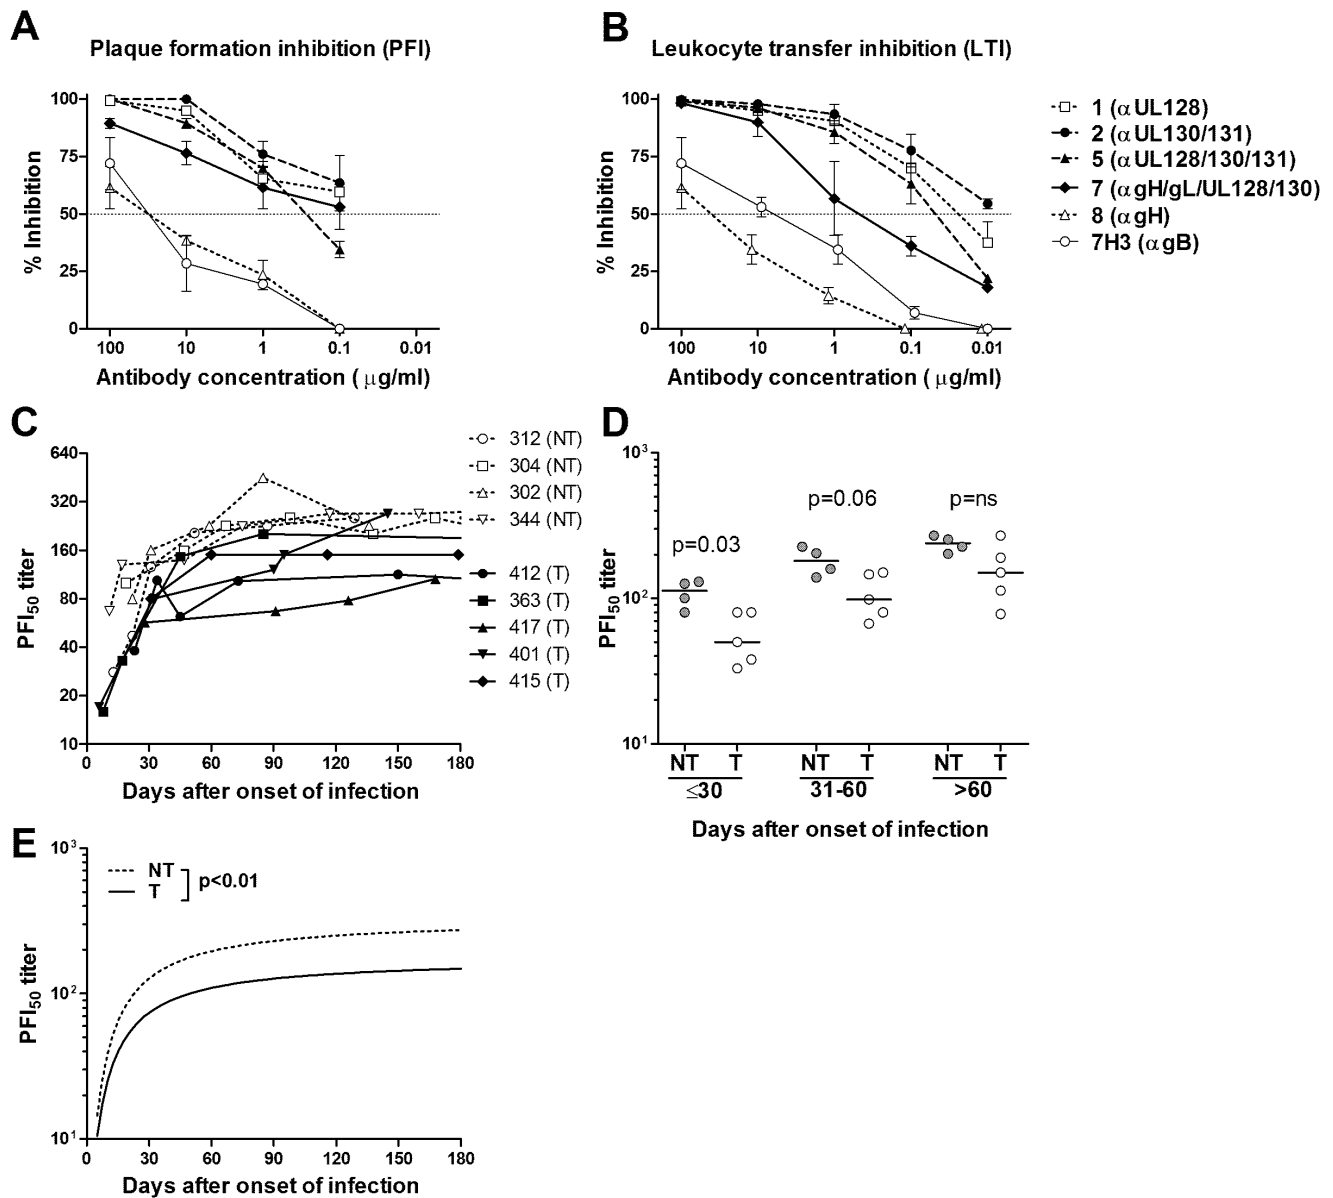 A
Plaque formation inhibition (PFI)
100
75
50
25
0
% Inhibition
100 10 1 0.1 0.01
Antibody concentration ( μg/ml)
B
Leukocyte transfer inhibition (LTI)
100
75
50
25
0
% Inhibition
100 10 1 0.1 0.01
Antibody concentration ( μg/ml)
1 (αUL128)
2 (αUL130/131)
5 (αUL128/130/131)
7 (αgH/gL/UL128/130)
8 (αgH)
7H3 (αgB)
C
640
320
160
80
40
20
10
PFI50 titer
0 30 60 90 120 150 180
Days after onset of infection
312 (NT)
304 (NT)
302 (NT)
344 (NT)
412 (T)
363 (T)
417 (T)
401 (T)
415 (T)
D
10³
10²
10¹
PFI50 titer
p=0.03
p=0.06
p=ns
NT T NT T NT T
≤30 31-60 >60
Days after onset of infection
E
10³
10²
10¹
PFI50 titer
NT
T
p<0.01
0 30 60 90 120 150 180
Days after onset of infection